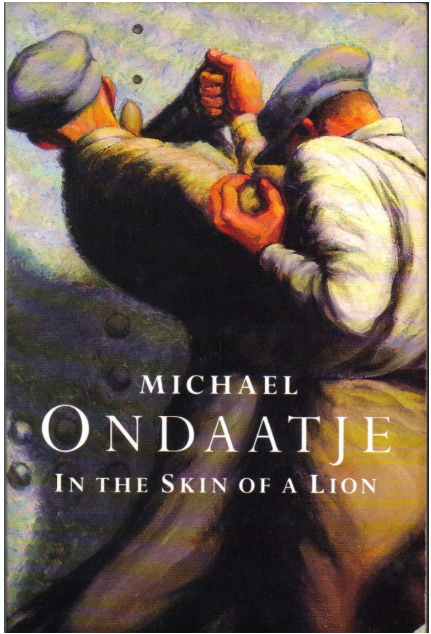 MICHAEL
ONDAATJE
IN THE SKIN OF A LION